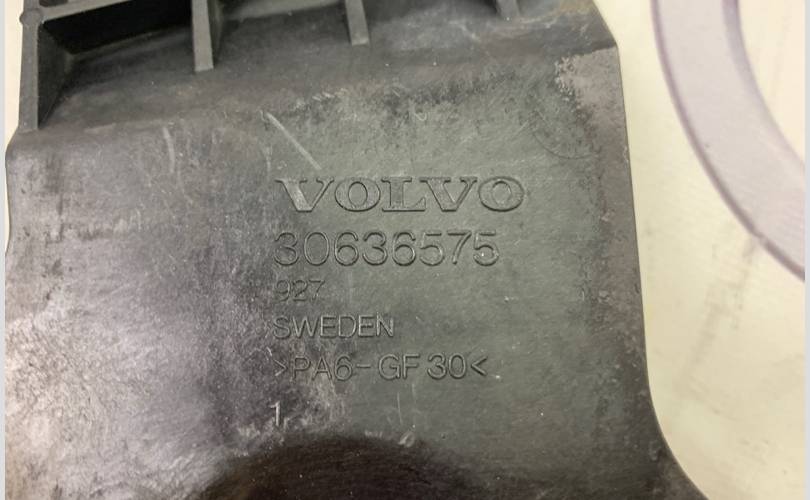 VOLVO
30636575
927
SWEDEN
>PA6-GF30<
1